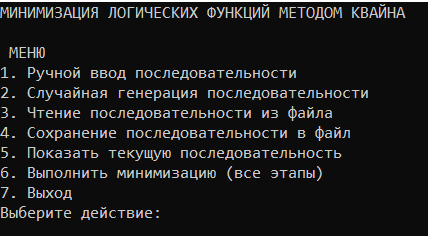 МИНИМИЗАЦИЯ ЛОГИЧЕСКИХ ФУНКЦИЙ МЕТОДОМ КВАЙНА
МЕНЮ
1. Ручной ввод последовательности
2. Случайная генерация последовательности
3. Чтение последовательности из файла
4. Сохранение последовательности в файл
5. Показать текущую последовательность
6. Выполнить минимизацию (все этапы)
7. Выход
Выберите действие: